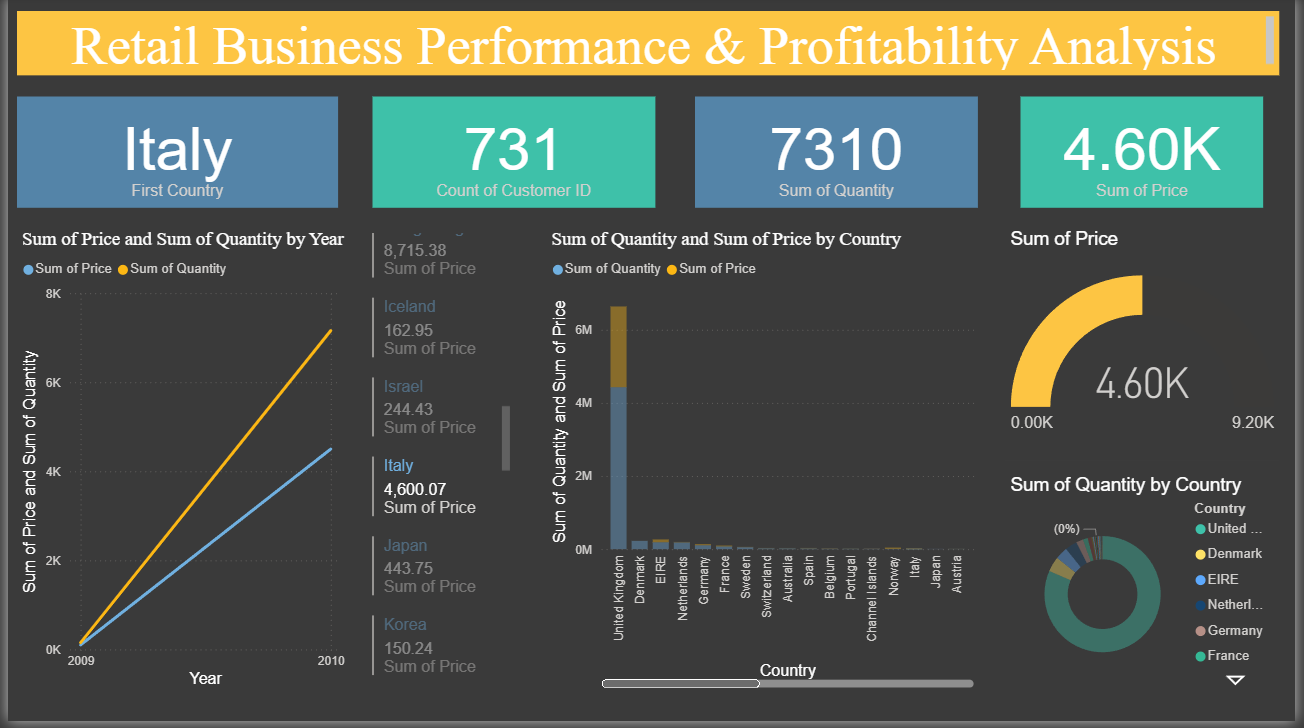 Retail Business Performance & Profitability Analysis
Italy
First Country
731
Count of Customer ID
7310
Sum of Quantity
4.60K
Sum of Price
Sum of Price and Sum of Quantity by Year
Sum of Price
Sum of Quantity
Sum of Price and Sum of Quantity
8K
6K
4K
2K
0K
2009
2010
Year
8,715.38
Sum of Price
Iceland
162.95
Sum of Price
Israel
244.43
Sum of Price
Italy
4,600.07
Sum of Price
Japan
443.75
Sum of Price
Korea
150.24
Sum of Price
Sum of Quantity and Sum of Price by Country
Sum of Quantity
Sum of Price
Sum of Quantity and Sum of Price
6M
4M
2M
0M
United Kingdom
Denmark
EIRE
Netherlands
Germany
France
Sweden
Switzerland
Australia
Spain
Belgium
Portugal
Channel Islands
Norway
Italy
Japan
Austria
Country
Sum of Price
4.60K
0.00K
9.20K
Sum of Quantity by Country
(0%)
Country
United ...
Denmark
EIRE
Netherl...
Germany
France